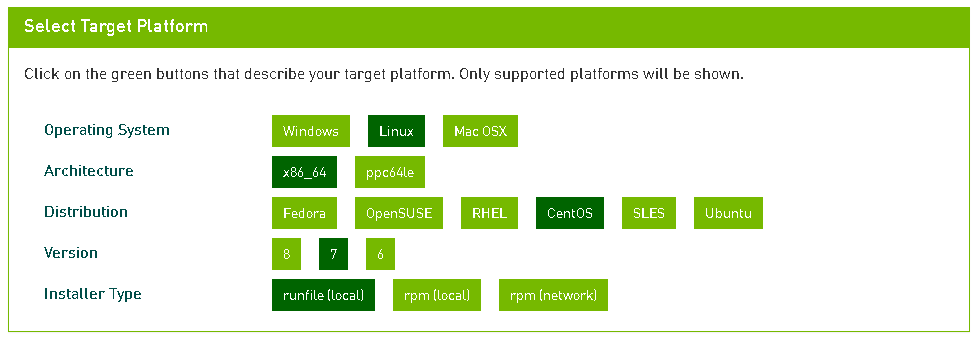 Select Target Platform
Click on the green buttons that describe your target platform. Only supported platforms will be shown.
Operating System Windows Linux Mac OSX
Architecture x86_64 ppc64le
Distribution Fedora OpenSUSE RHEL CentOS SLES Ubuntu
Version 8 7 6
Installer Type runfile (local) rpm (local) rpm (network)